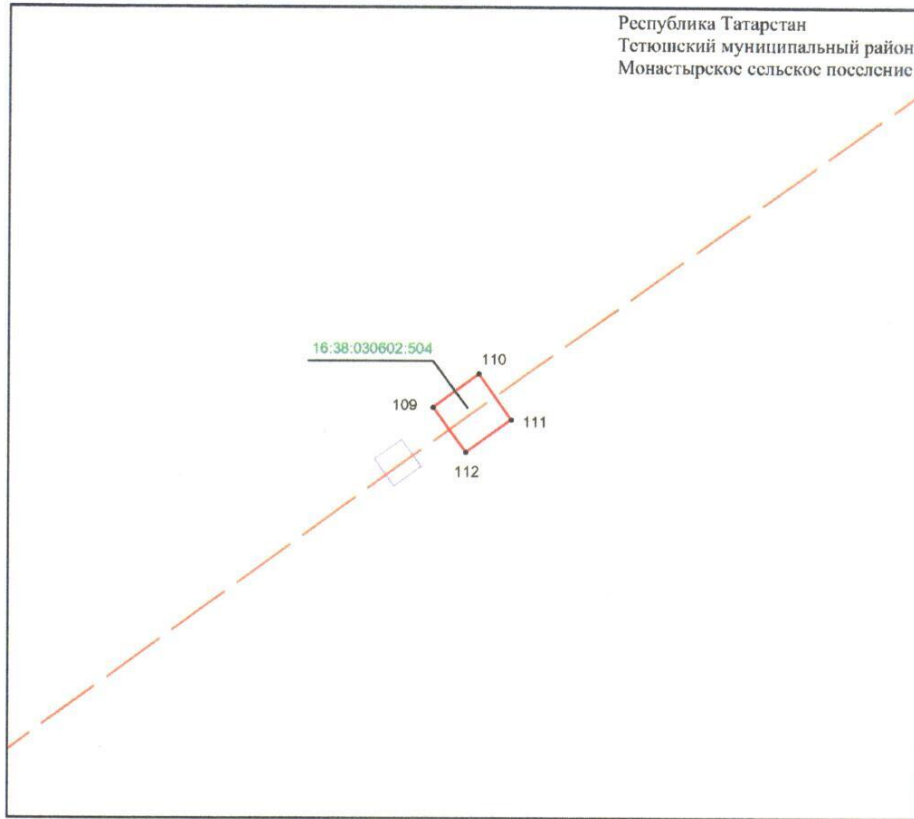 Республика Татарстан
Тетюшский муниципальный район
Монастырское сельское поселение
16:38:030602:504
110
109
111
112